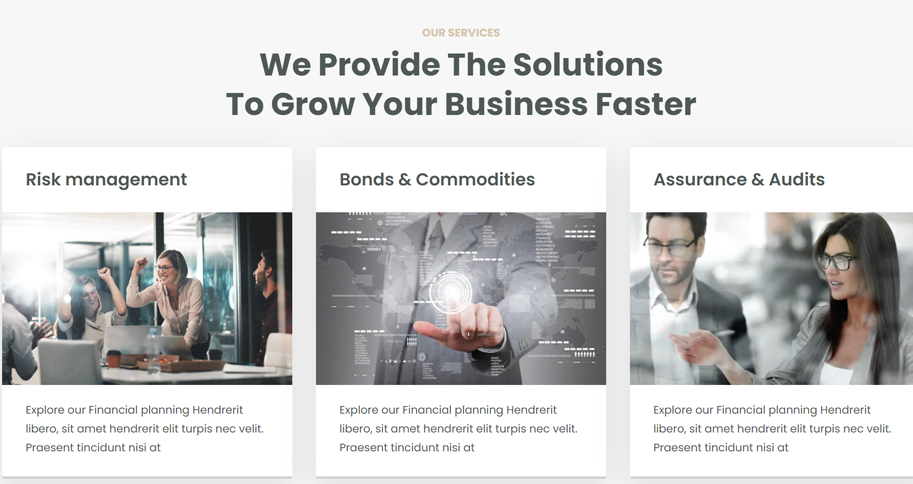 OUR SERVICES
We Provide The Solutions
To Grow Your Business Faster
Risk management
Explore our Financial planning Hendrerit
libero, sit amet hendrerit elit turpis nec velit.
Praesent tincidunt nisi at
Bonds & Commodities
Explore our Financial planning Hendrerit
libero, sit amet hendrerit elit turpis nec velit.
Praesent tincidunt nisi at
Assurance & Audits
Explore our Financial planning Hendrerit
libero, sit amet hendrerit elit turpis nec velit.
Praesent tincidunt nisi at